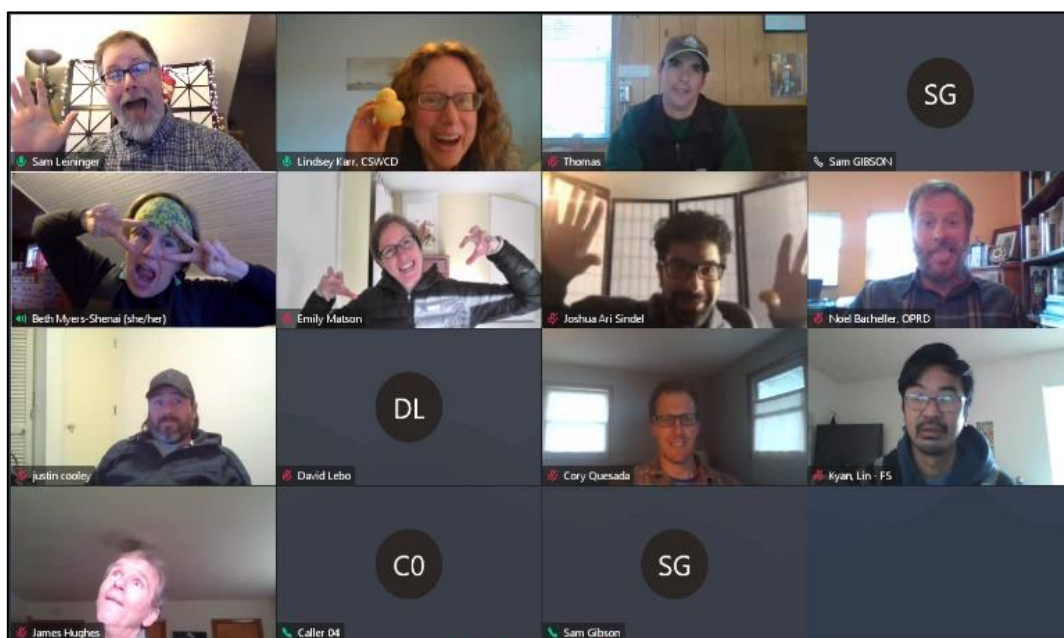 Sam Leininger
Lindsey Karr, CSWCD
Thomas
SG
Sam GIBSON
Beth Myers-Shenai (she/her)
Emily Matson
Joshua Ari Sindel
Noel Bacheller, OPRD
justin cooley
DL
David Lebo
Cory Quesada
Kyan, Lin - FS
James Hughes
C0
Caller 04
SG
Sam Gibson